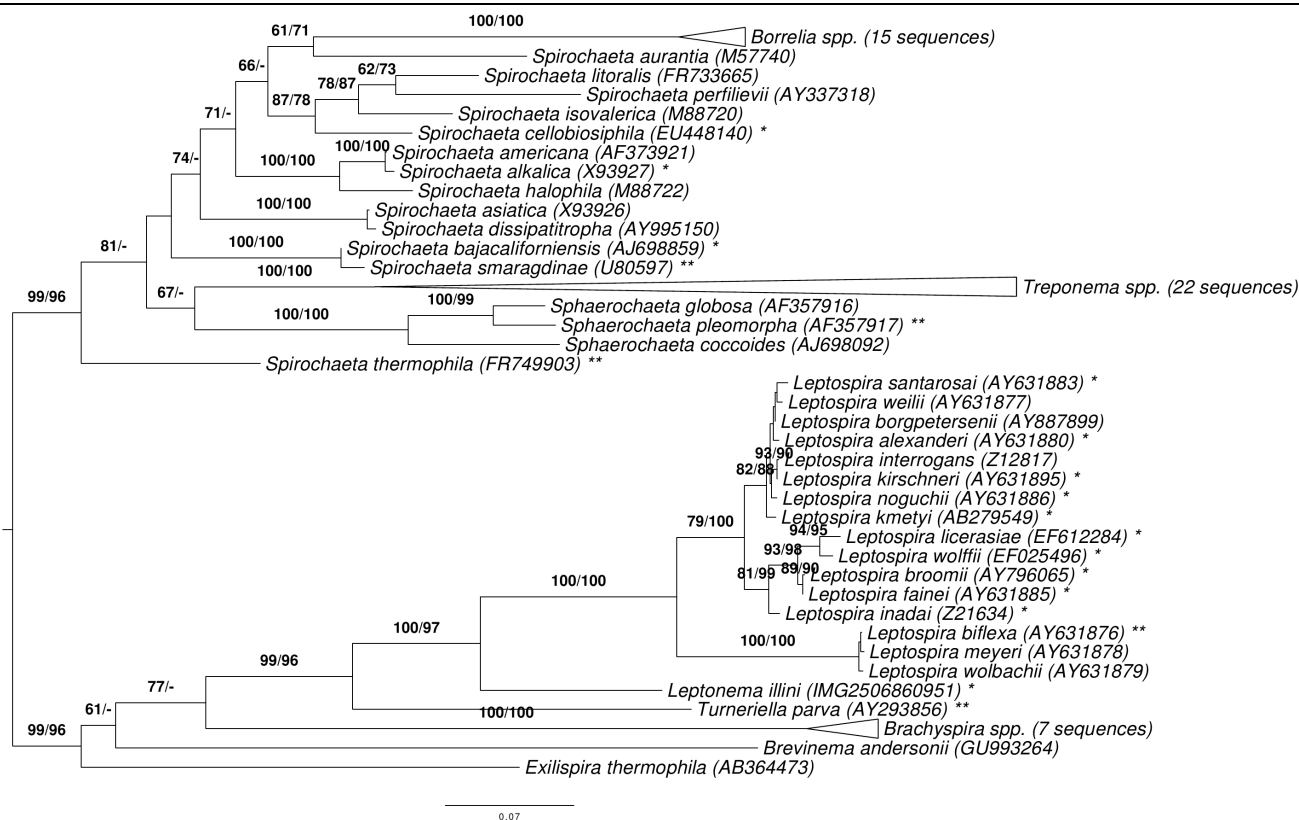 100/100
61/71
Borrelia spp. (15 sequences)
Spirochaeta aurantia (M57740)
66/-
62/73
Spirochaeta litoralis (FR733665)
78/87
Spirochaeta perfilievii (AY337318)
87/78
71/-
Spirochaeta isovalerica (M88720)
Spirochaeta cellobiosiphila (EU448140) *
100/100
Spirochaeta americana (AF373921)
74/-
100/100
Spirochaeta alkalica (X93927) *
Spirochaeta halophila (M88722)
100/100
Spirochaeta asiatica (X93926)
Spirochaeta dissipatitropha (AY995150)
81/-
100/100
Spirochaeta bajacaliforniensis (AJ698859) *
Spirochaeta smaragdinae (U80597) **
100/100
Treponema spp. (22 sequences)
99/96
67/-
100/99
Sphaerochaeta globosa (AF357916)
100/100
Sphaerochaeta pleomorpha (AF357917) **
Sphaerochaeta coccoides (AJ698092)
Spirochaeta thermophila (FR749903) **
Leptospira santarosai (AY631883) *
Leptospira weilii (AY631877)
Leptospira borgpetersenii (AY887899)
Leptospira alexanderi (AY631880) *
93/90
Leptospira interrogans (Z12817)
82/88
Leptospira kirschneri (AY631895) *
Leptospira noguchii (AY631886) *
79/100
Leptospira kmetyi (AB279549) *
94/95
Leptospira licerasiae (EF612284) *
93/98
Leptospira wolffii (EF025496) *
81/99
89/90
Leptospira broomii (AY796065) *
100/100
Leptospira fainei (AY631885) *
Leptospira inadai (Z21634) *
100/97
100/100
Leptospira biflexa (AY631876) **
Leptospira meyeri (AY631878)
99/96
Leptospira wolbachii (AY631879)
77/-
Leptonema illini (IMG2506860951) *
61/-
100/100
Turneriella parva (AY293856) **
99/96
Brachyspira spp. (7 sequences)
Brevinema andersonii (GU993264)
Exilispira thermophila (AB364473)
0.07